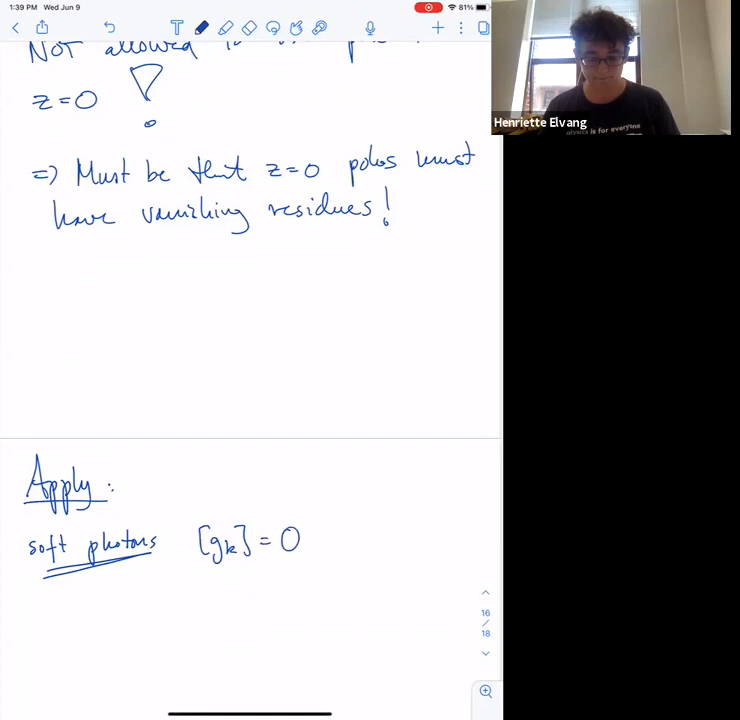 1:39 PM Wed Jun 9
81%
Not allowed
z=0 !
=> Must be that z=0 poles must
have vanishing residues!
Apply:
soft photons [gk] = 0
16
/
18
Henriette Elvang
physics is for everyone